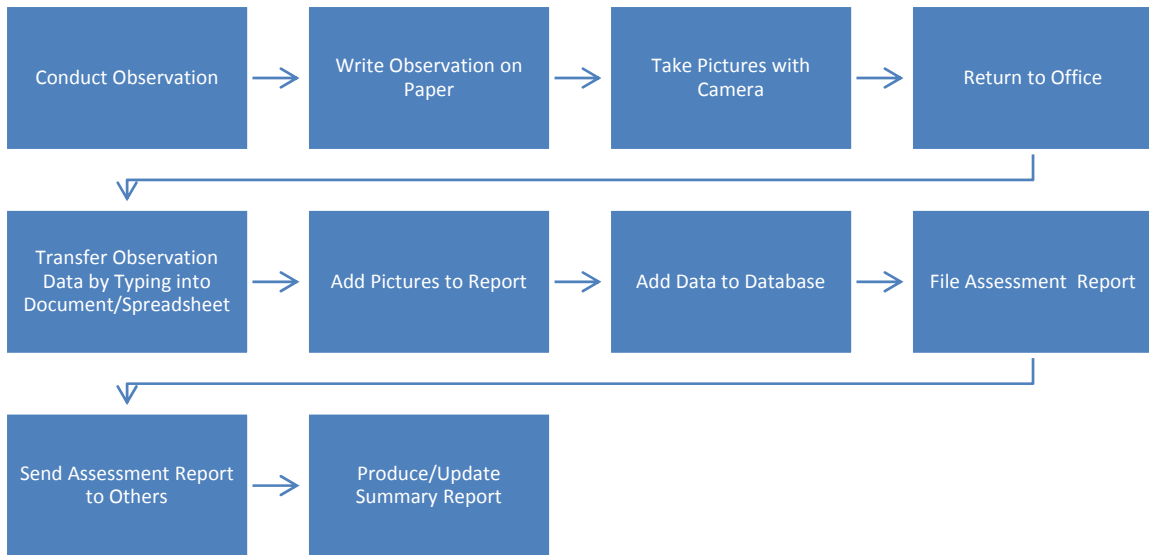 Conduct Observation
Write Observation on
Paper
Take Pictures with
Camera
Return to Office
Transfer Observation
Data by Typing into
Document/Spreadsheet
Add Pictures to Report
Add Data to Database
File Assessment Report
Send Assessment Report
to Others
Produce/Update
Summary Report